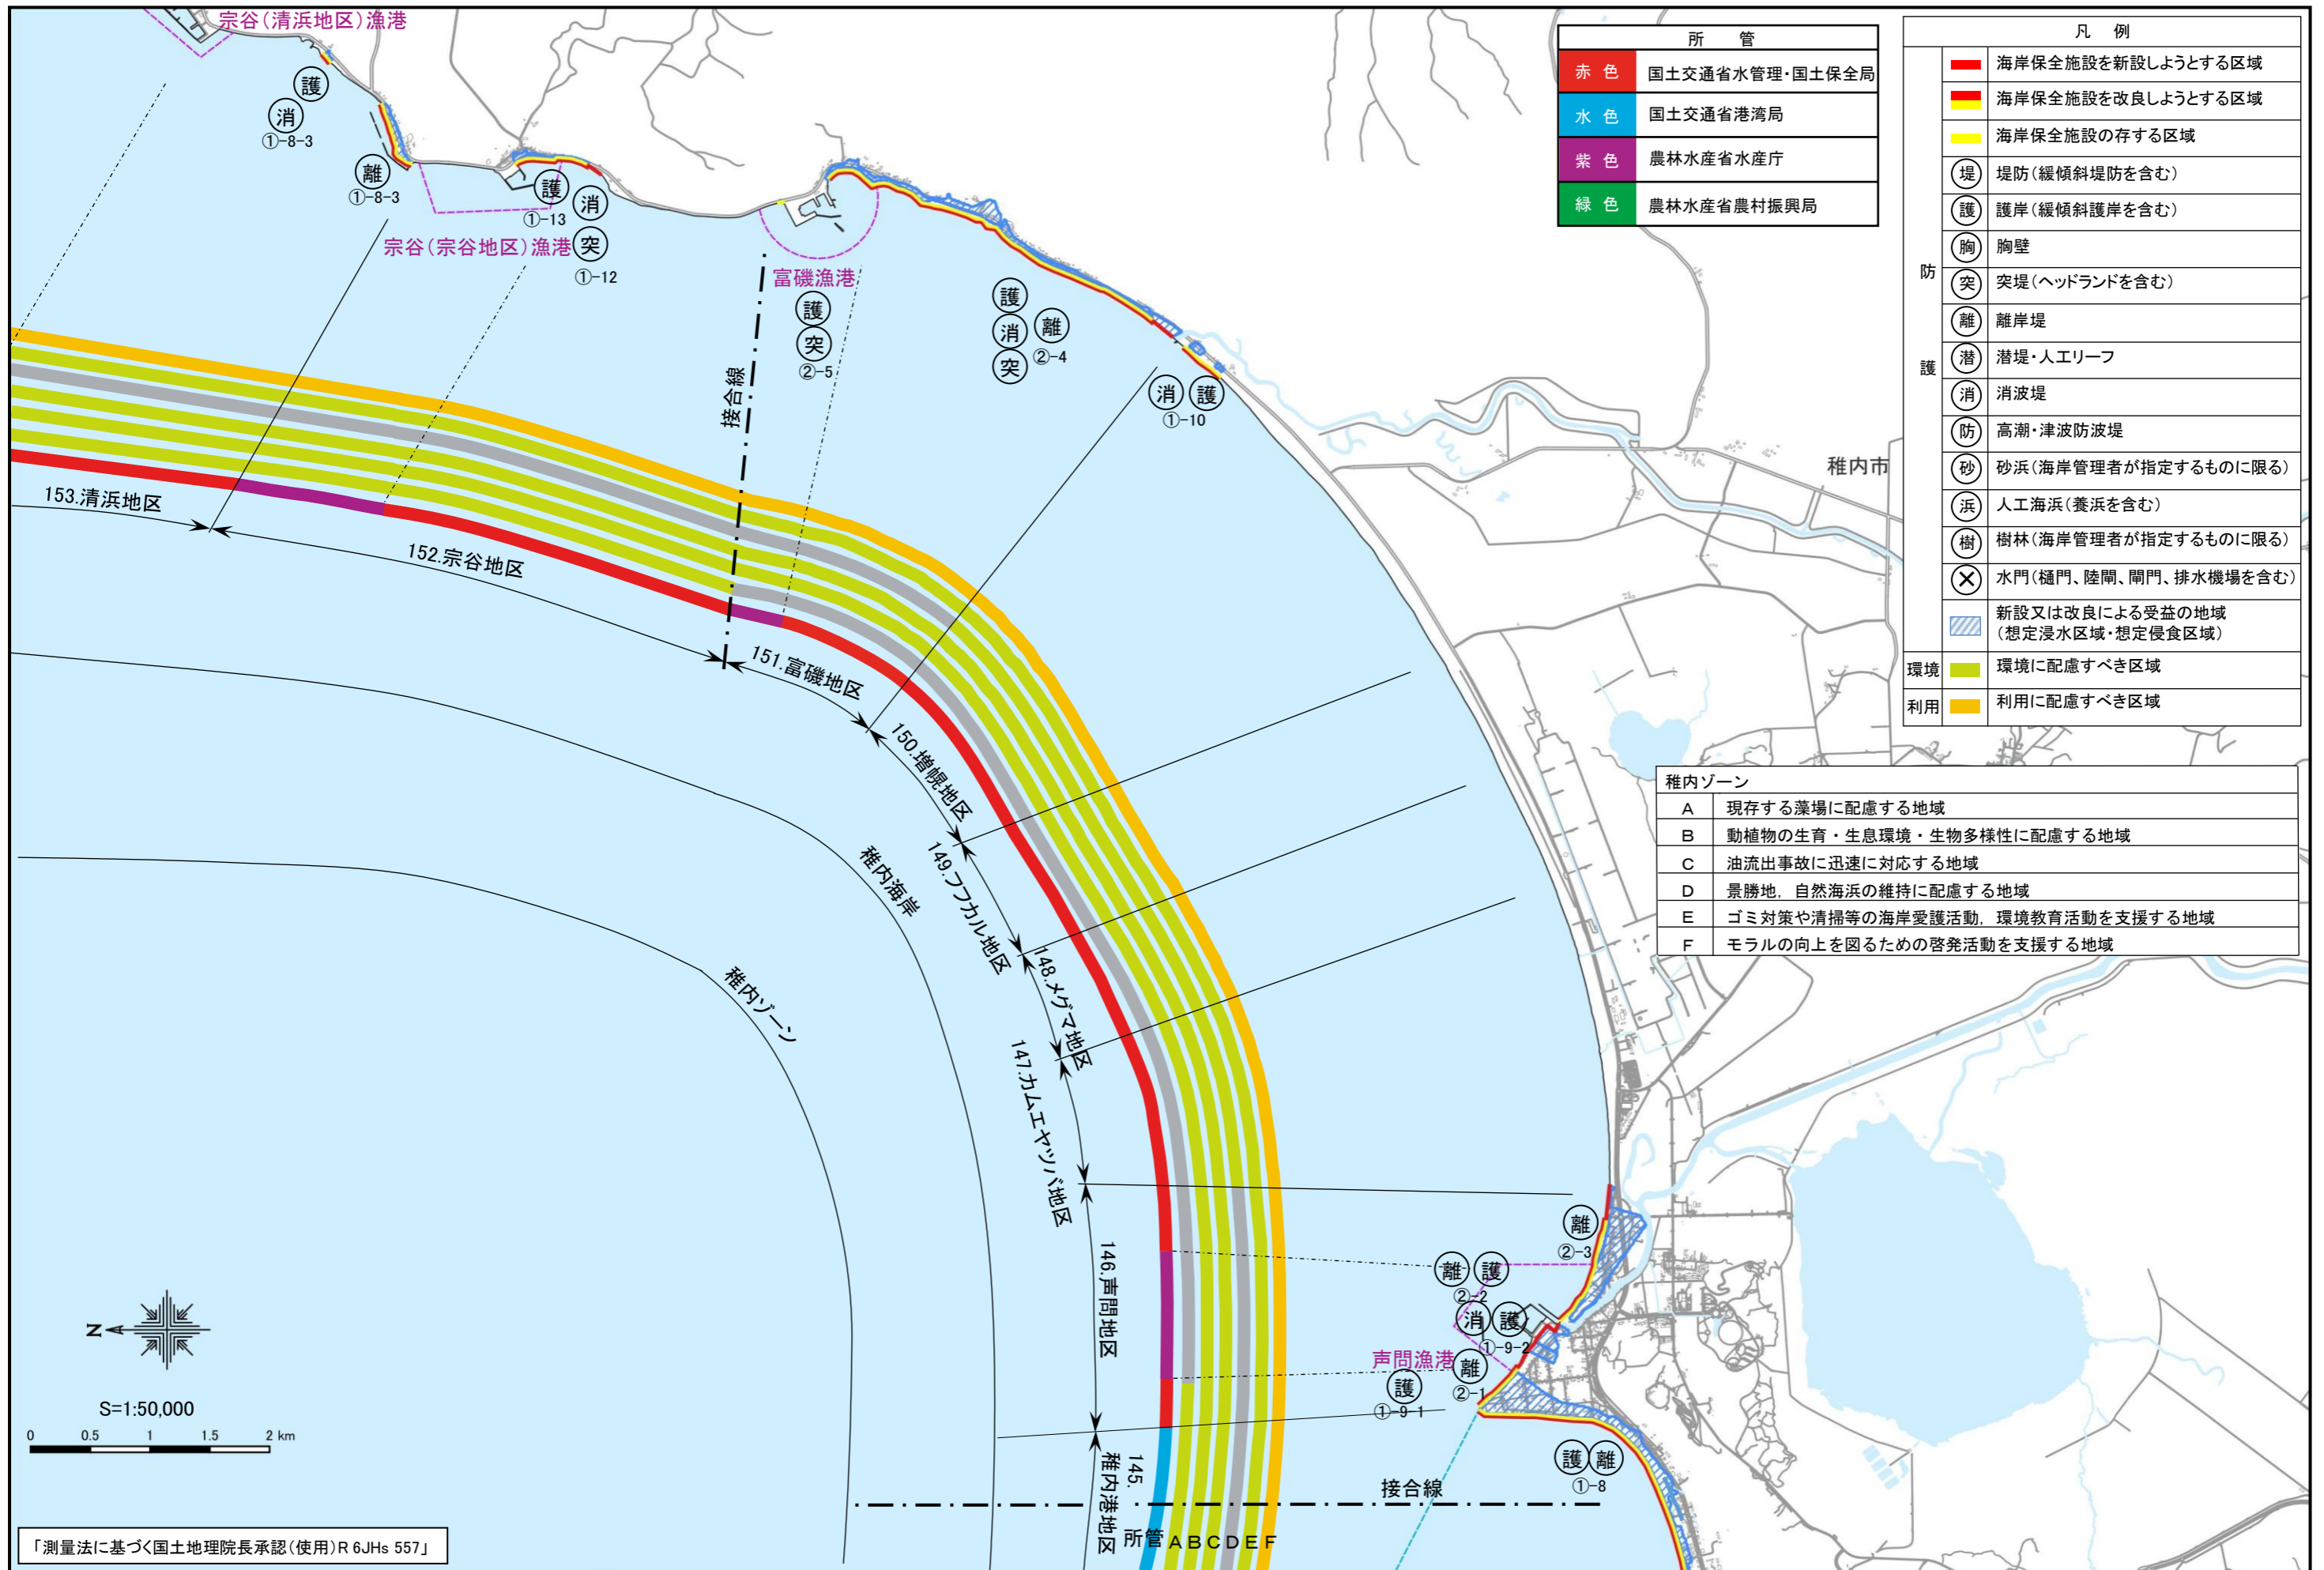 宗谷(清浜地区)漁港
護
消
①-8-3
離
①-8-3
護
①-13
消
突
①-12
宗谷(宗谷地区)漁港
富磯漁港
護
突
②-5
護
消
離
突
②-4
消
護
①-10
接合線
稚内市
所 管
赤 色 国土交通省水管理・国土保全局
水 色 国土交通省港湾局
紫 色 農林水産省水産庁
緑 色 農林水産省農村振興局
凡 例
防護
海岸保全施設を新設しようとする区域
海岸保全施設を改良しようとする区域
海岸保全施設の存する区域
堤 堤防(緩傾斜堤防を含む)
護 護岸(緩傾斜護岸を含む)
胸 胸壁
突 突堤(ヘッドランドを含む)
離 離岸堤
潜 潜堤・人工リーフ
消 消波堤
防 高潮・津波防波堤
砂 砂浜(海岸管理者が指定するものに限る)
浜 人工海浜(養浜を含む)
樹 樹林(海岸管理者が指定するものに限る)
水門(樋門、陸閘、閘門、排水機場を含む)
新設又は改良による受益の地域
(想定浸水区域・想定侵食区域)
環境 環境に配慮すべき区域
利用 利用に配慮すべき区域
稚内ゾーン
A 現存する藻場に配慮する地域
B 動植物の生育・生息環境・生物多様性に配慮する地域
C 油流出事故に迅速に対応する地域
D 景勝地，自然海浜の維持に配慮する地域
E ゴミ対策や清掃等の海岸愛護活動，環境教育活動を支援する地域
F モラルの向上を図るための啓発活動を支援する地域
153.清浜地区
152.宗谷地区
151.富磯地区
150.増幌地区
149.フフカル地区
148.メグマ地区
147.カムエヤツバ地区
146.声問地区
145.
稚内港地区
稚内海岸
稚内ゾーン
離
②-3
離 護
②-2
消 護
①-9-2
声問漁港
離
②-1
護
①-9-1
護 離
①-8
接合線
所管 A B C D E F
N
S=1:50,000
0 0.5 1 1.5 2 km
「測量法に基づく国土地理院長承認(使用)R 6JHs 557」